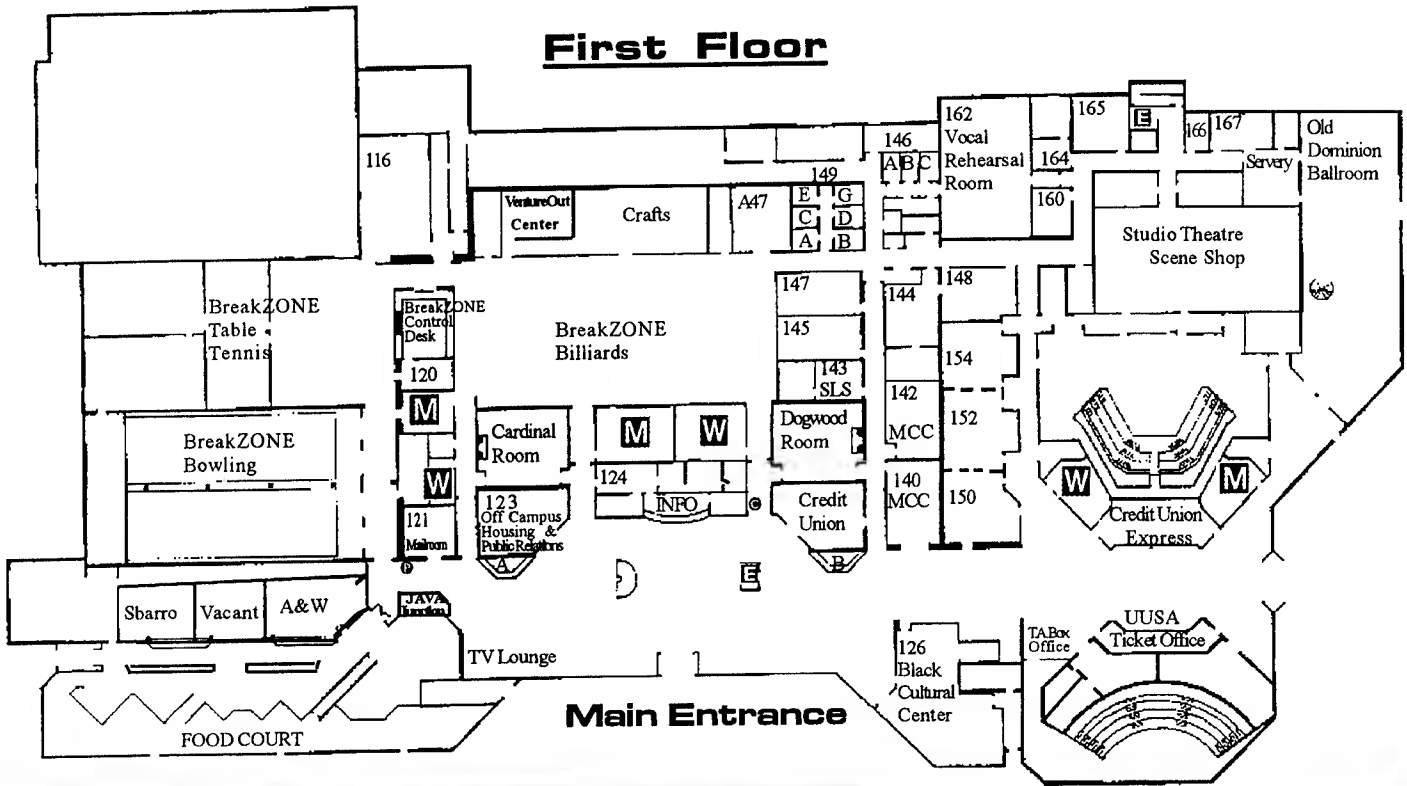 First Floor
116
VentureOut
Center
Crafts
A47
149
E
G
C
D
A
B
146
A
B
C
162
Vocal
Rehearsal
Room
164
160
165
E
166
167
Servery
Old
Dominion
Ballroom
Studio Theatre
Scene Shop
BreakZONE
Table
Tennis
BreakZONE
Control
Desk
120
M
BreakZONE
Billiards
147
145
143
SLS
144
148
154
142
MCC
152
BreakZONE
Bowling
W
Cardinal
Room
M
W
Dogwood
Room
124
INFO
121
Mailroom
123
Off Campus
Housing &
Public Relations
A
Credit
Union
B
140
MCC
150
W
M
Credit Union
Express
E
Sbarro
Vacant
A&W
JAVA
Junction
TV Lounge
FOOD COURT
Main Entrance
126
Black
Cultural
Center
TA Box
Office
UUSA
Ticket Office